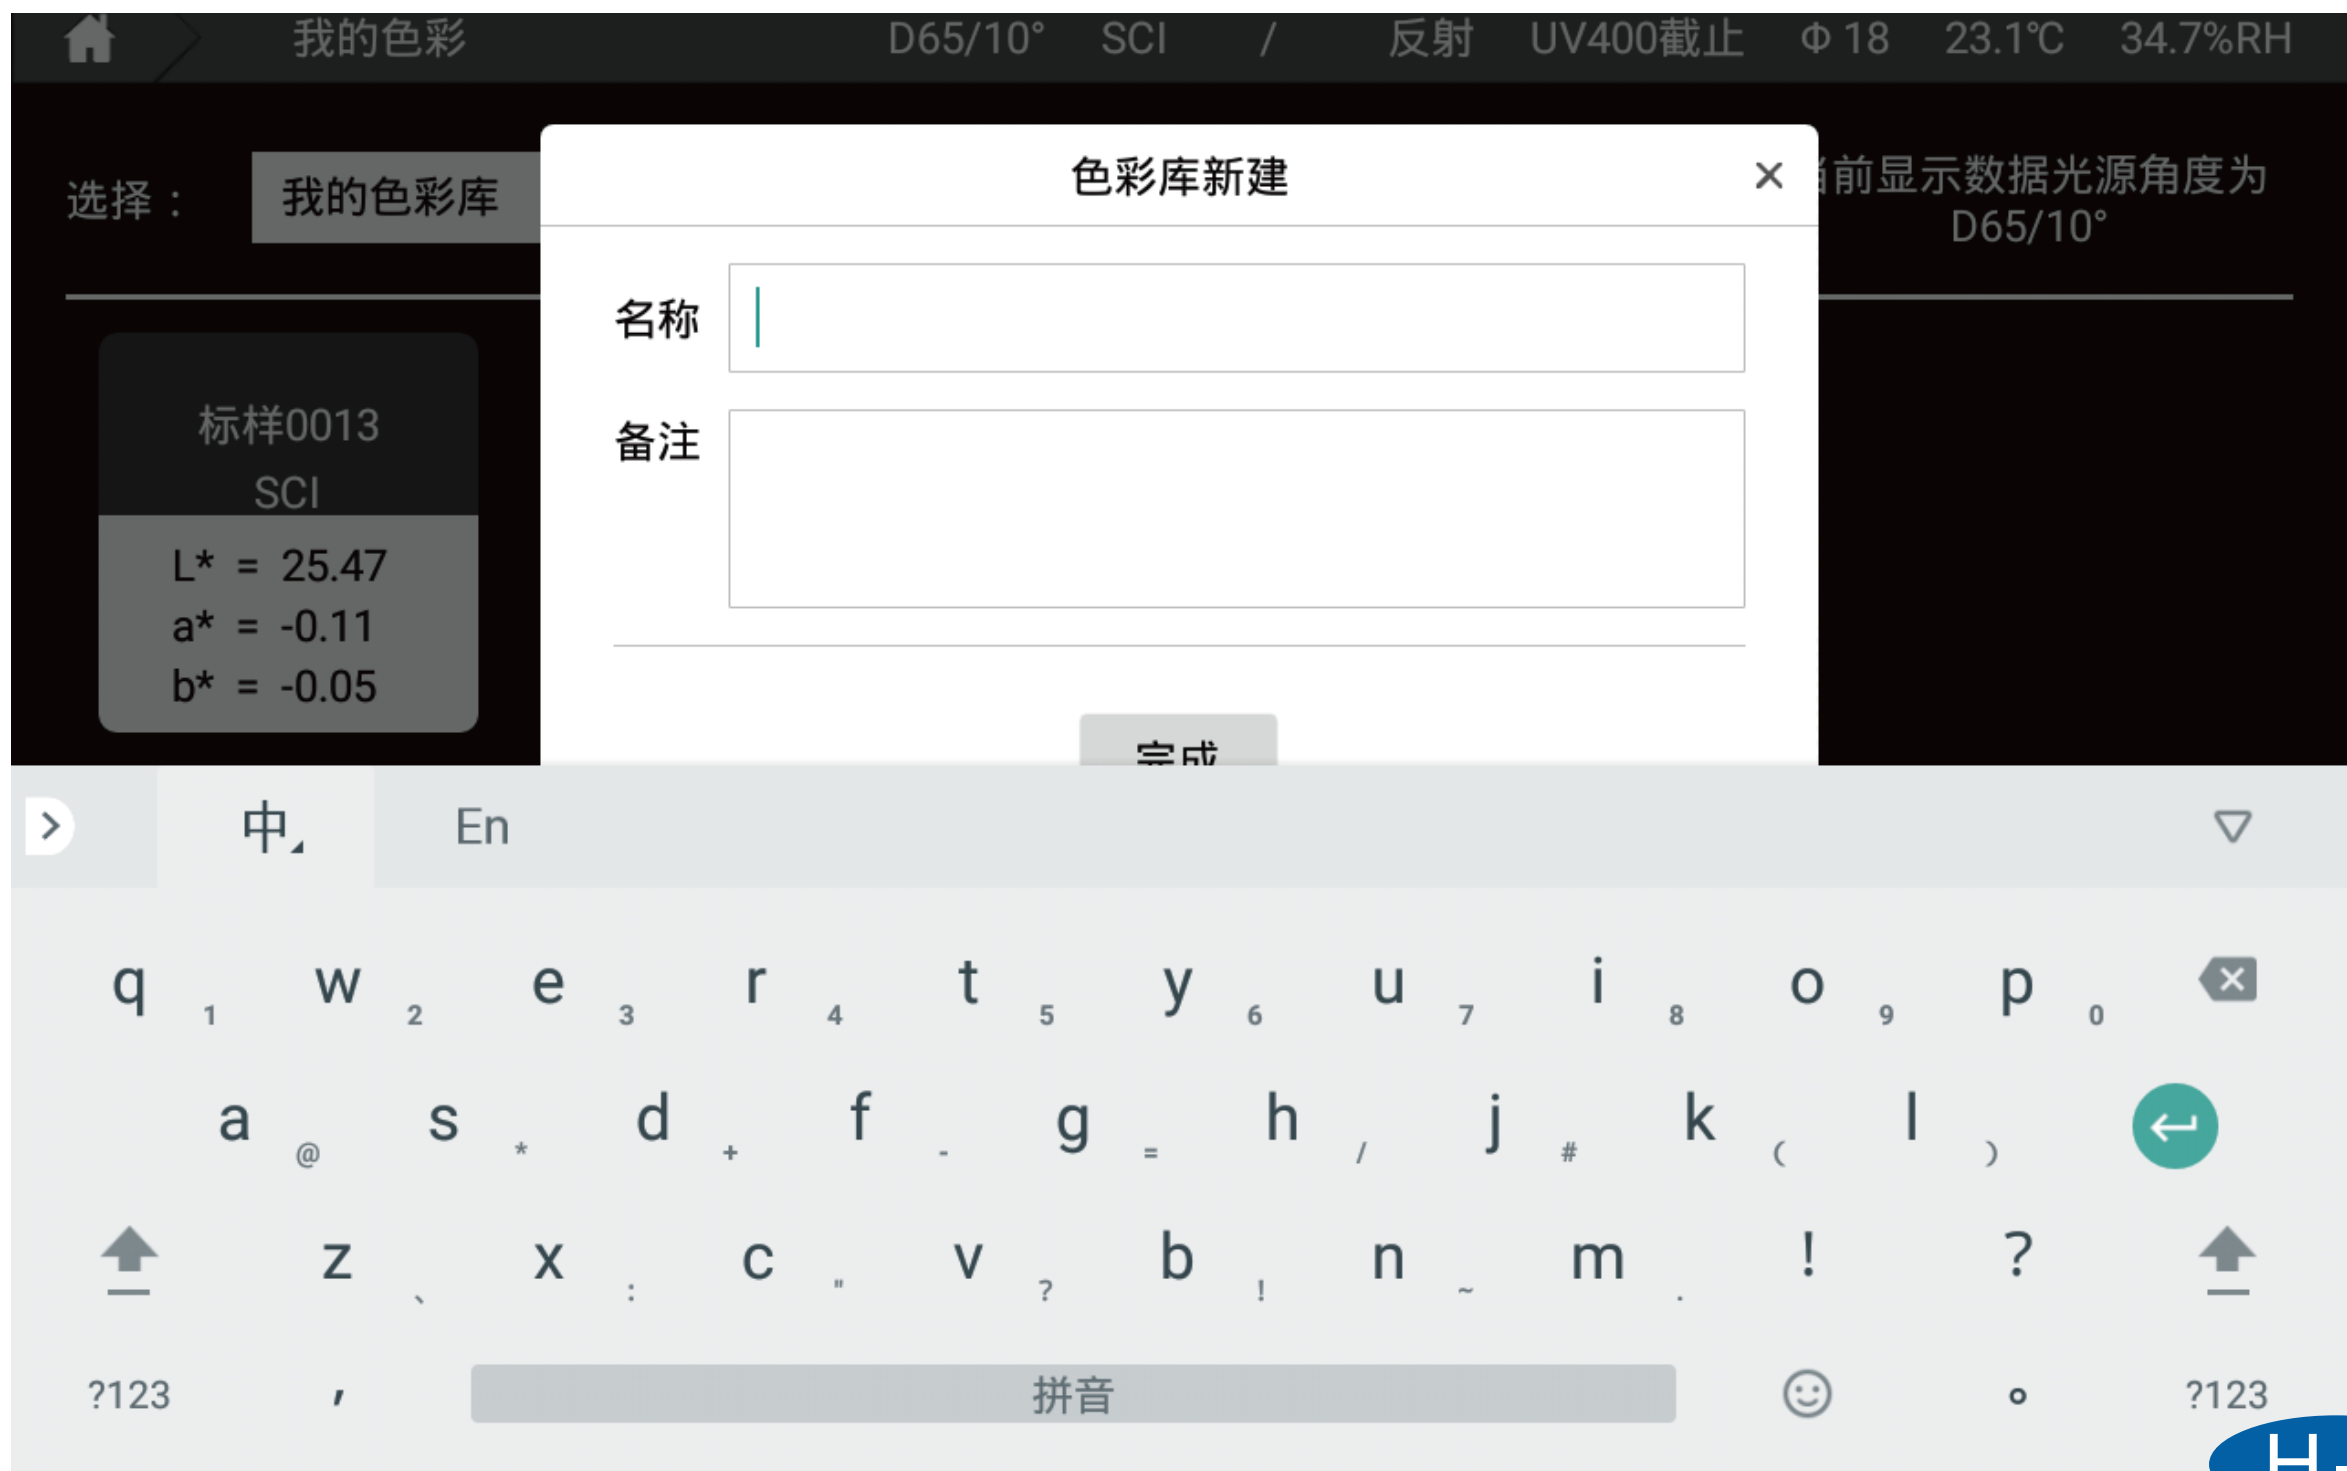 我的色彩 D65/10° SCI / 反射 UV400截止 Φ 18 23.1℃ 34.7%RH
选择： 我的色彩库
色彩库新建
前显示数据光源角度为
D65/10°
名称
备注
标样0013
SCI
L* = 25.47
a* = -0.11
b* = -0.05
完成
中 En
q 1 w 2 e 3 r 4 t 5 y 6 u 7 i 8 o 9 p 0
a @ s * d + f - g = h / j # k ( l )
z 、 x : c " v ? b ! n ~ m . ! ?
?123 , 拼音 。 ?123